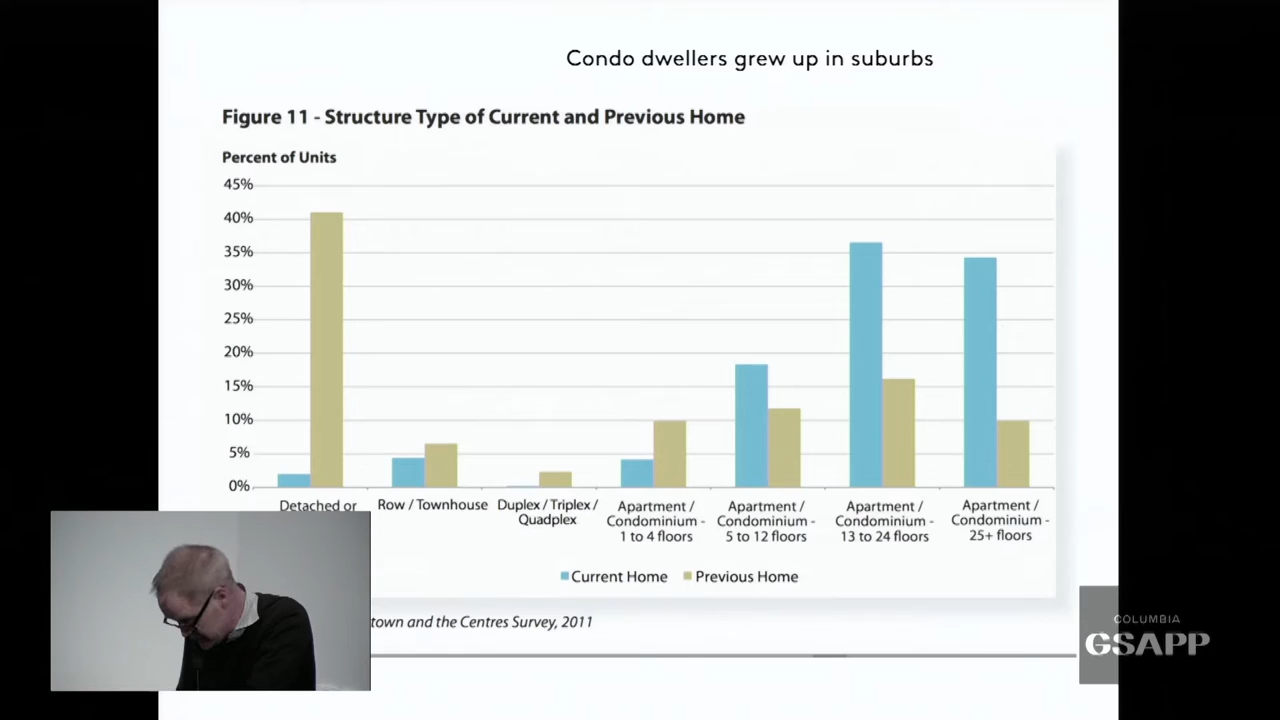 Condo dwellers grew up in suburbs
Figure 11 - Structure Type of Current and Previous Home
Percent of Units
45%
40%
35%
30%
25%
20%
15%
10%
5%
0%
Detached or
Row / Townhouse
Duplex / Triplex /
Quadplex
Apartment /
Condominium -
1 to 4 floors
Apartment /
Condominium -
5 to 12 floors
Apartment /
Condominium -
13 to 24 floors
Apartment /
Condominium -
25+ floors
Current Home
Previous Home
town and the Centres Survey, 2011
COLUMBIA
GSAPP